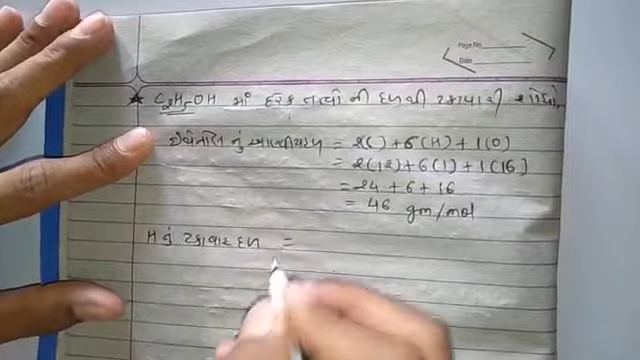 Page No.
Date
★ C2H5OH માં દરેક તત્વોની દળથી ટકાવારી શોધો.
ઈથેનોલ નું આણ્વીયદળ = 2(C) + 6(H) + 1(O)
= 2(12) + 6(1) + 1(16)
= 24 + 6 + 16
= 46 gm/mol
H નું ટકાવાર દળ =